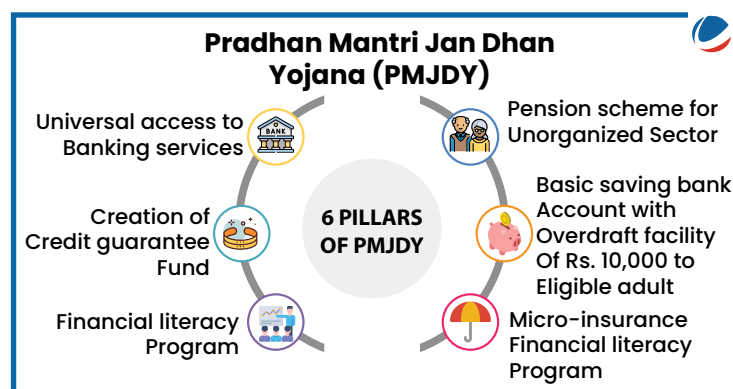 Pradhan Mantri Jan Dhan
Yojana (PMJDY)
Universal access to
Banking services
BANK
Creation of
Credit guarantee
Fund
Financial literacy
Program
6 PILLARS
OF PMJDY
Pension scheme for
Unorganized Sector
Basic saving bank
Account with
Overdraft facility
Of Rs. 10,000 to
Eligible adult
Micro-insurance
Financial literacy
Program